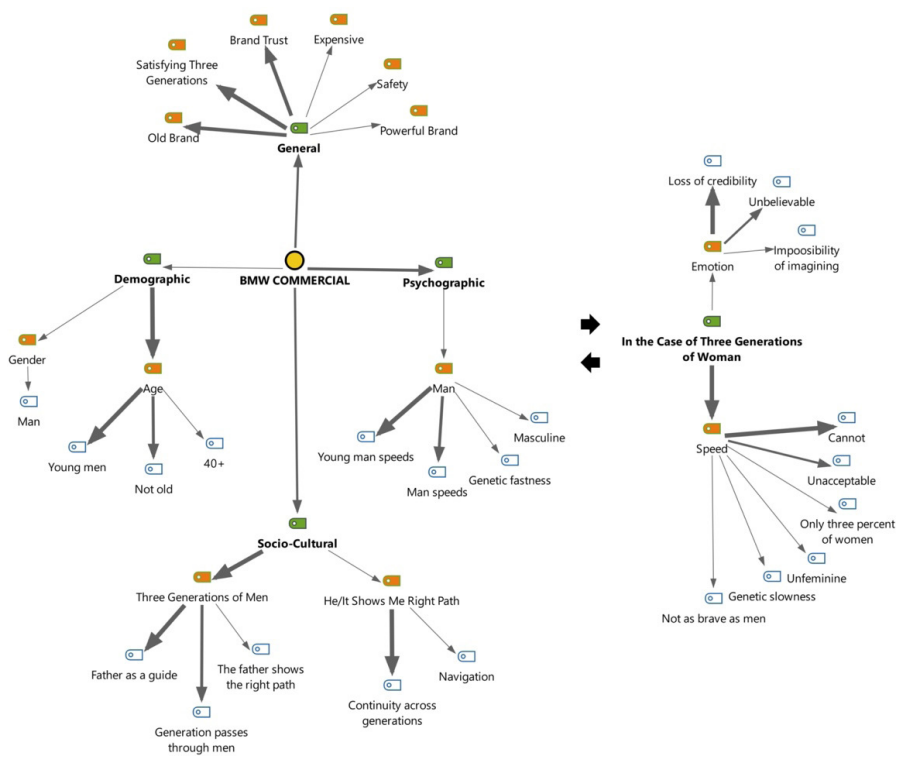 Brand Trust
Expensive
Satisfying Three
Generations
Safety
Old Brand
Powerful Brand
General
Demographic
BMW COMMERCIAL
Psychographic
Gender
Man
Age
Young men
Not old
40+
Man
Young man speeds
Man speeds
Genetic fastness
Masculine
Socio-Cultural
Three Generations of Men
He/It Shows Me Right Path
Father as a guide
The father shows
the right path
Generation passes
through men
Continuity across
generations
Navigation
Loss of credibility
Unbelievable
Impoosibility
of imagining
Emotion
In the Case of Three Generations
of Woman
Speed
Cannot
Unacceptable
Only three percent
of women
Unfeminine
Genetic slowness
Not as brave as men